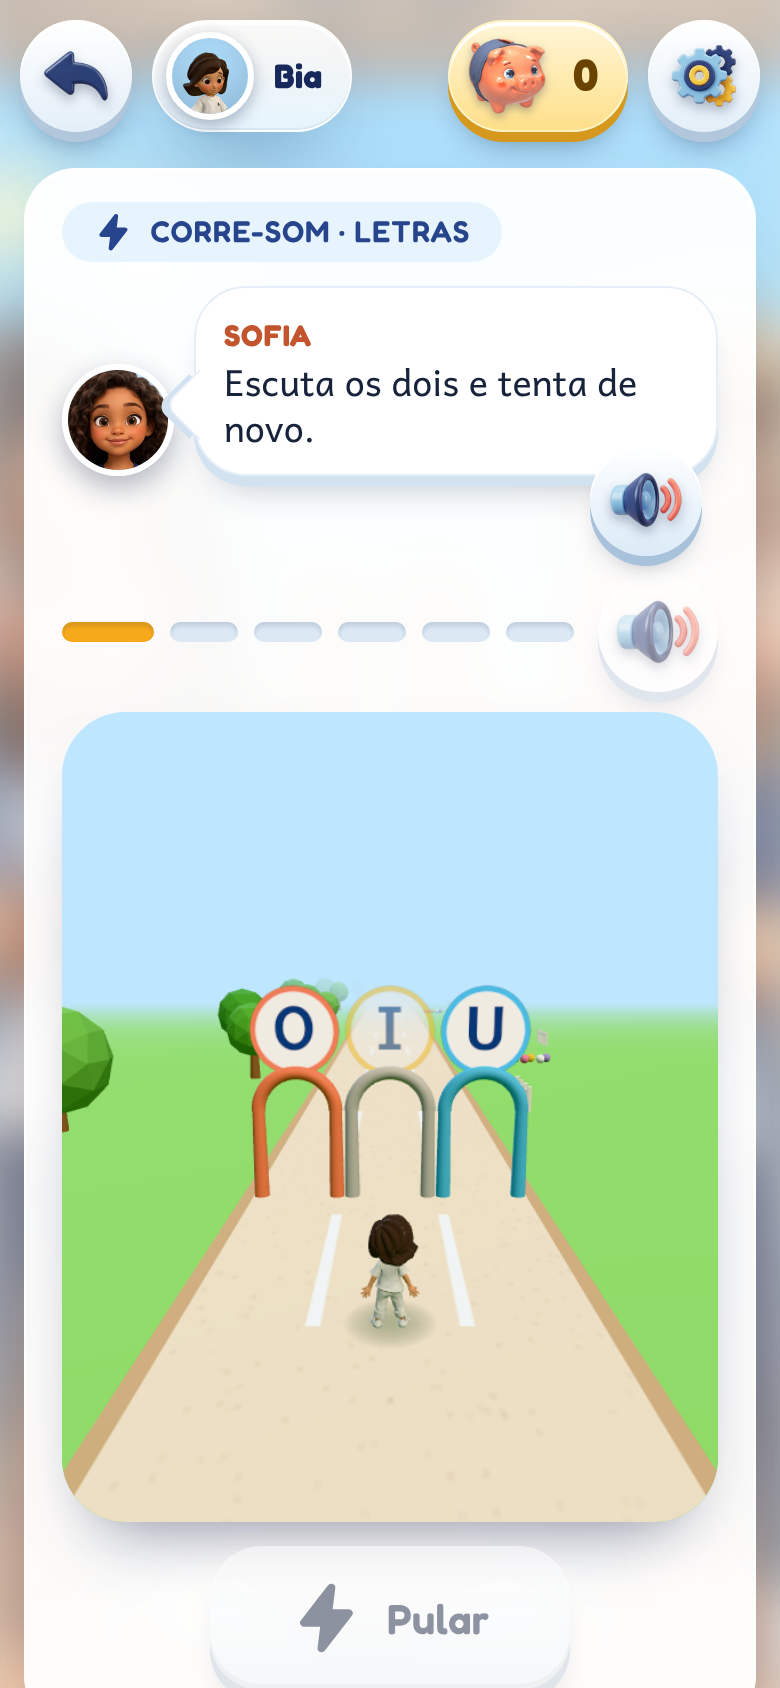 Bia
0
CORRE-SOM · LETRAS
SOFIA
Escuta os dois e tenta de
novo.
O I U
Pular